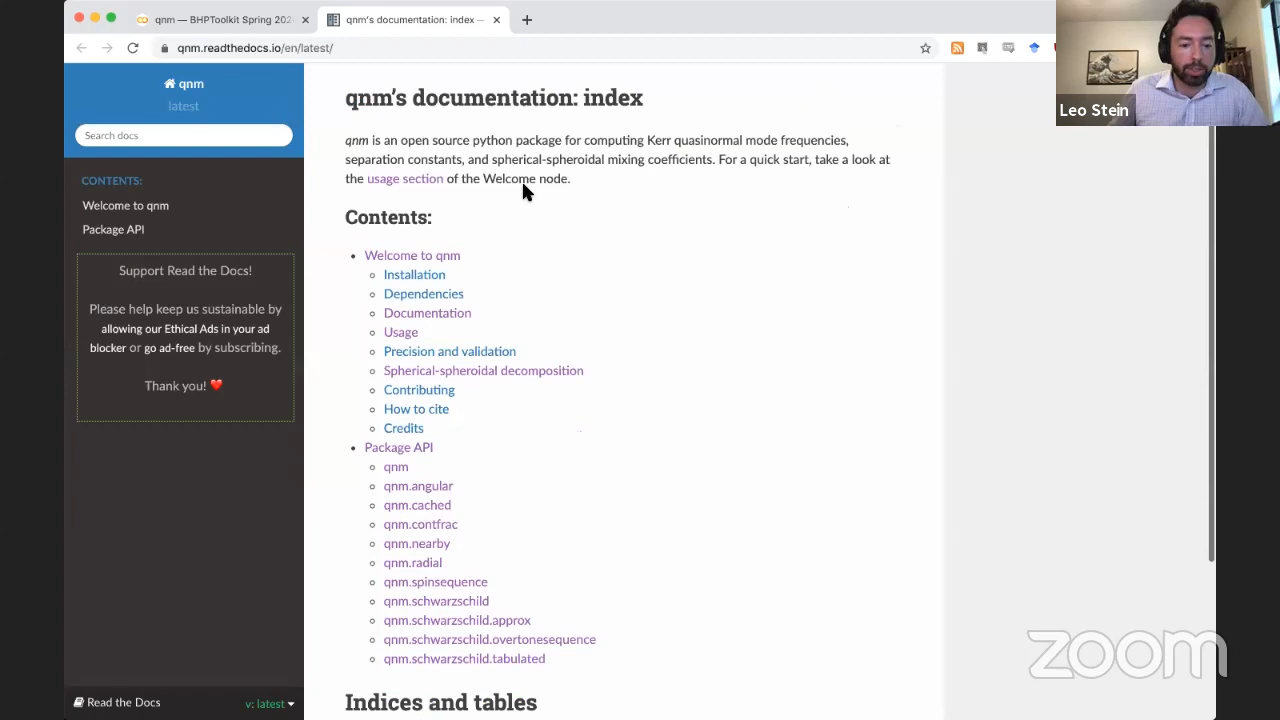 qnm — BHPToolkit Spring 202
qnm's documentation: index —
qnm.readthedocs.io/en/latest/
Leo Stein
qnm
latest
Search docs
CONTENTS:
Welcome to qnm
Package API
Support Read the Docs!
Please help keep us sustainable by
allowing our Ethical Ads in your ad
blocker or go ad-free by subscribing.
Thank you! ❤️
Read the Docs
v: latest
qnm's documentation: index
qnm is an open source python package for computing Kerr quasinormal mode frequencies,
separation constants, and spherical-spheroidal mixing coefficients. For a quick start, take a look at
the usage section of the Welcome node.
Contents:
Welcome to qnm
Installation
Dependencies
Documentation
Usage
Precision and validation
Spherical-spheroidal decomposition
Contributing
How to cite
Credits
Package API
qnm
qnm.angular
qnm.cached
qnm.contfrac
qnm.nearby
qnm.radial
qnm.spinsequence
qnm.schwarzschild
qnm.schwarzschild.approx
qnm.schwarzschild.overtonesequence
qnm.schwarzschild.tabulated
Indices and tables
zoom